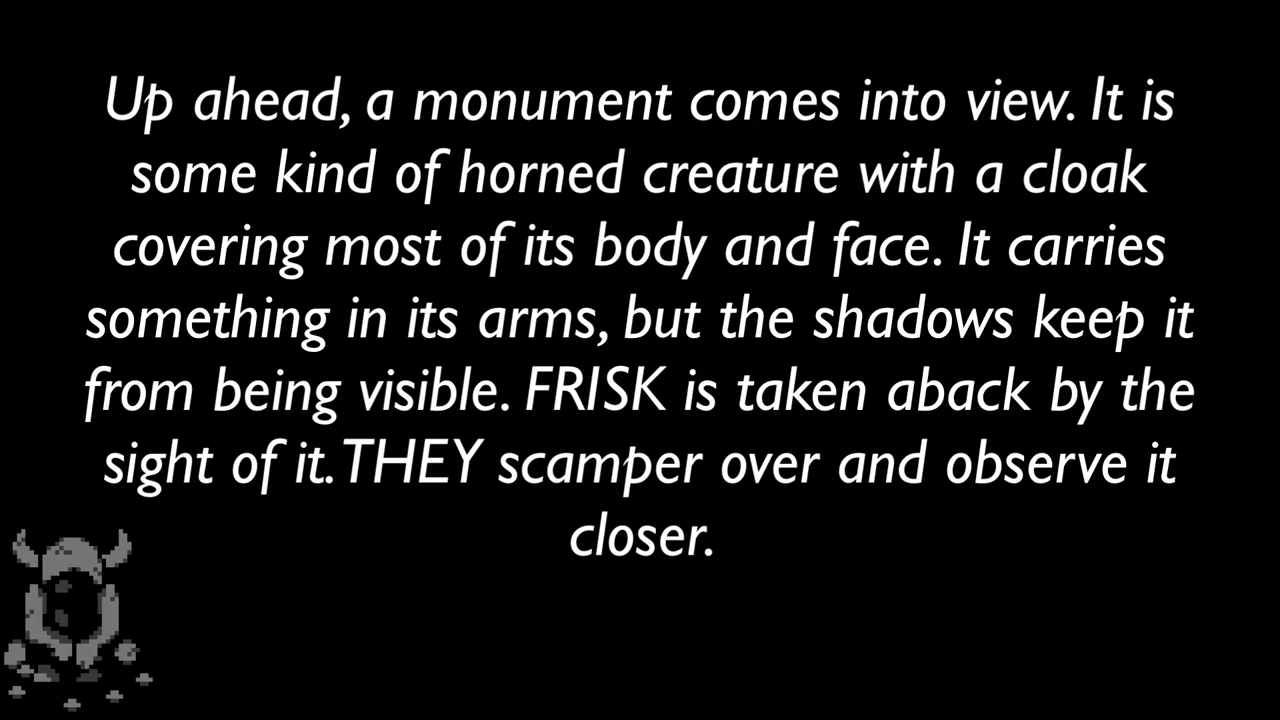 Up ahead, a monument comes into view. It is
some kind of horned creature with a cloak
covering most of its body and face. It carries
something in its arms, but the shadows keep it
from being visible. FRISK is taken aback by the
sight of it. THEY scamper over and observe it
closer.